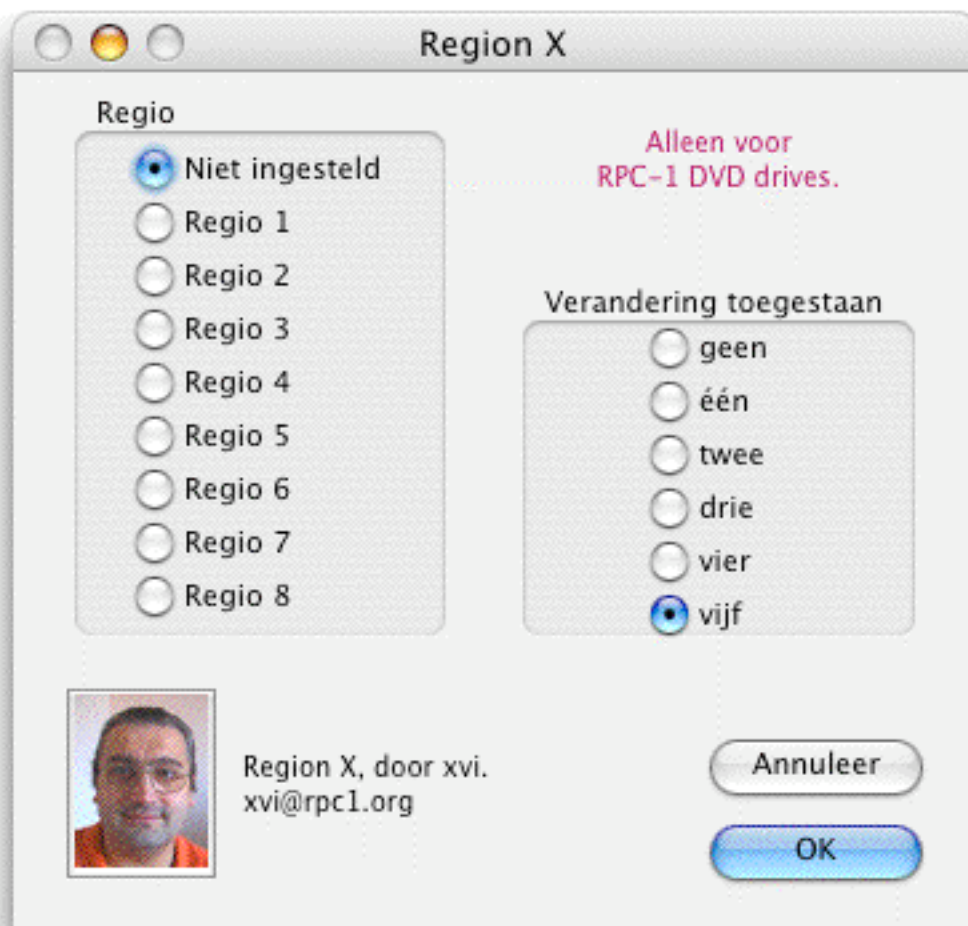 Region X
Regio
Niet ingesteld
Regio 1
Regio 2
Regio 3
Regio 4
Regio 5
Regio 6
Regio 7
Regio 8
Alleen voor
RPC-1 DVD drives.
Verandering toegestaan
geen
één
twee
drie
vier
vijf
Region X, door xvi.
xvi@rpc1.org
Annuleer
OK